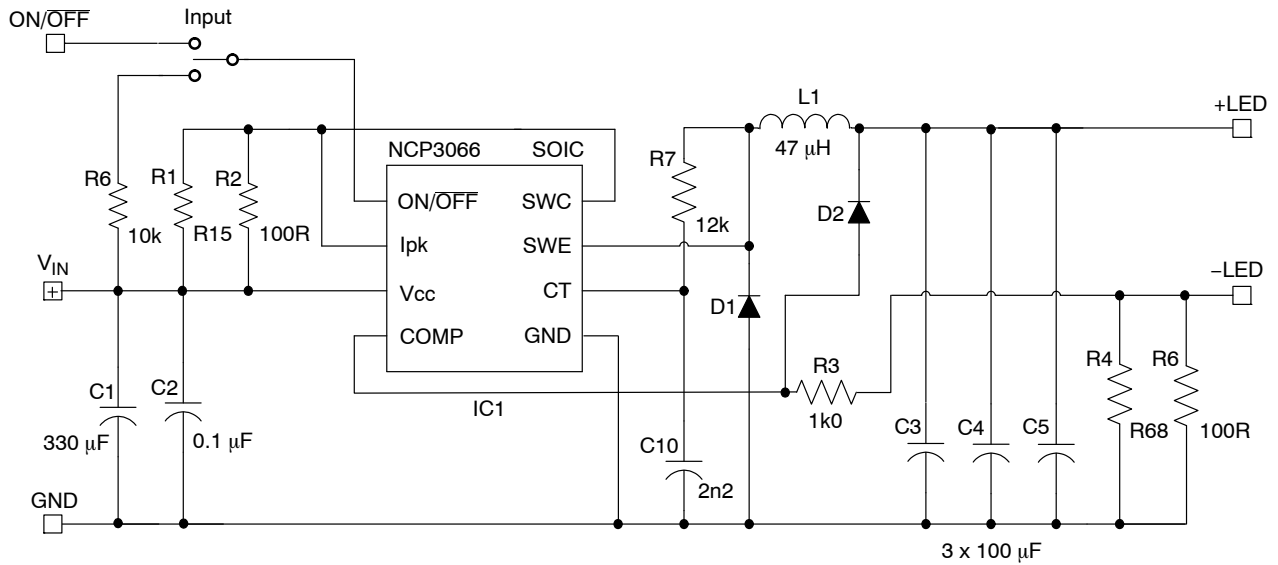 ON/OFF
Input
L1
+LED
47 µH
NCP3066 SOIC
R7
12k
R6
10k
R1
R15
R2
100R
ON/OFF SWC
Ipk SWE
Vcc CT
COMP GND
D2
D1
VIN
+
−LED
R3
1k0
R4
R68
R6
100R
IC1
C1
330 µF
C2
0.1 µF
C10
2n2
C3
C4
C5
GND
3 x 100 µF